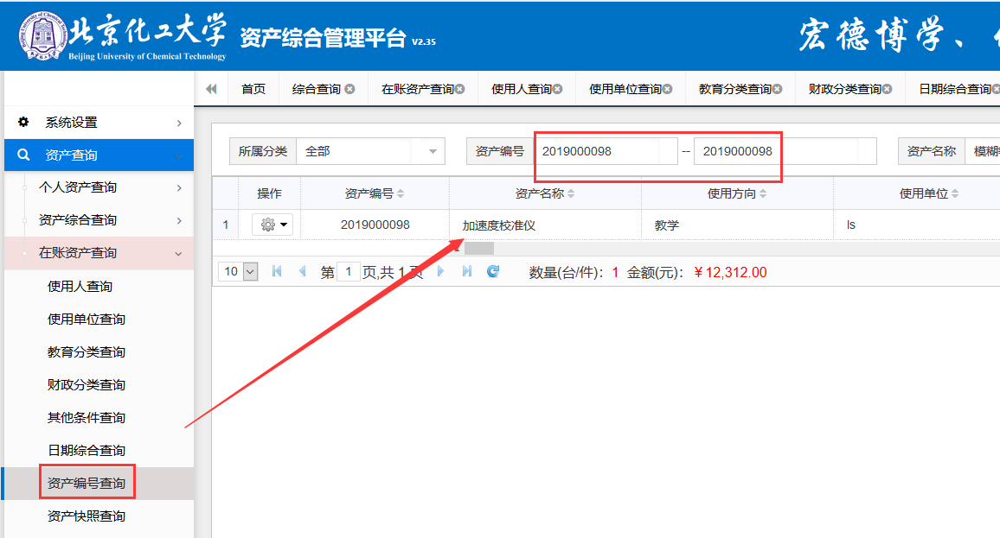 北京化工大学
Beijing University of Chemical Technology
资产综合管理平台 V2.35
宏德博学、
首页 综合查询 在账资产查询 使用人查询 使用单位查询 教育分类查询 财政分类查询 日期综合查询
系统设置
资产查询
个人资产查询
资产综合查询
在账资产查询
使用人查询
使用单位查询
教育分类查询
财政分类查询
其他条件查询
日期综合查询
资产编号查询
资产快照查询
所属分类 全部 资产编号 2019000098 -- 2019000098 资产名称 模糊
操作 资产编号 资产名称 使用方向 使用单位
1 2019000098 加速度校准仪 教学 ls
10 第 1 页,共 1 页 数量(台/件): 1 金额(元): ¥12,312.00